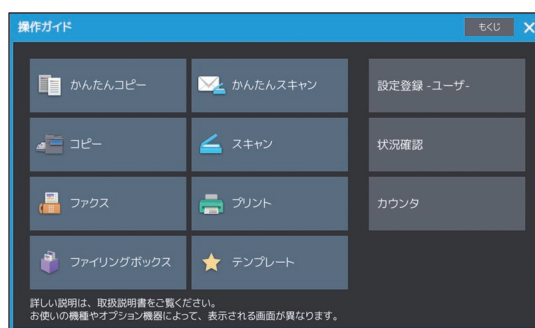 操作ガイド
もくじ
かんたんコピー
かんたんスキャン
設定登録 -ユーザ-
コピー
スキャン
状況確認
ファクス
プリント
カウンタ
ファイリングボックス
テンプレート
詳しい説明は、取扱説明書をご覧ください。
お使いの機種やオプション機器によって、表示される画面が異なります。